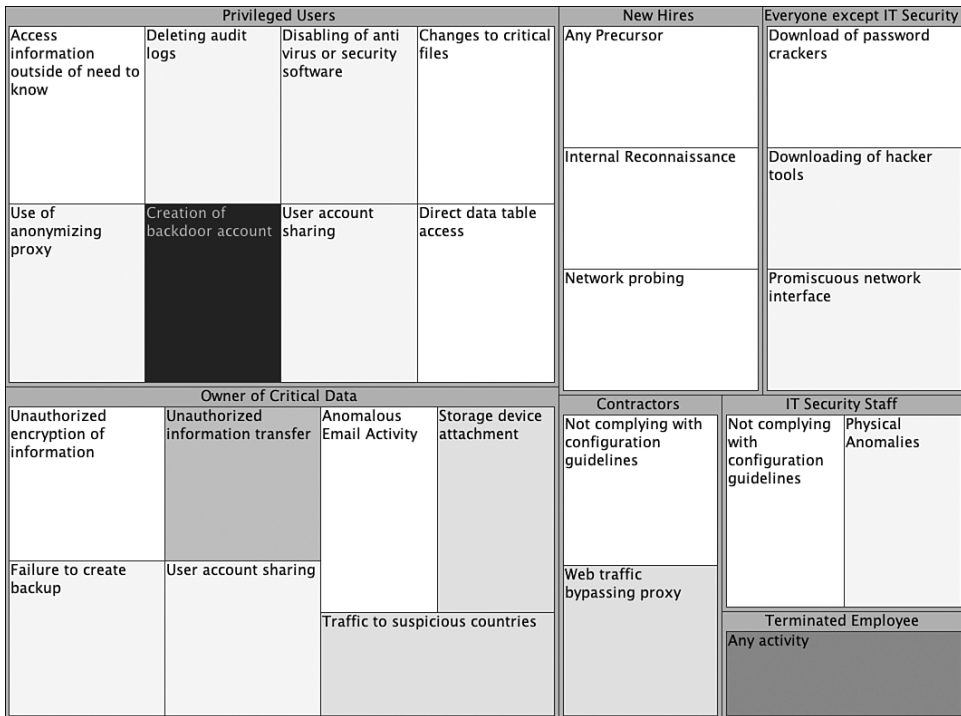 Privileged Users
Access
information
outside of need to
know
Deleting audit
logs
Disabling of anti
virus or security
software
Changes to critical
files
Use of
anonymizing
proxy
Creation of
backdoor account
User account
sharing
Direct data table
access
New Hires
Any Precursor
Internal Reconnaissance
Network probing
Everyone except IT Security
Download of password
crackers
Downloading of hacker
tools
Promiscuous network
interface
Owner of Critical Data
Unauthorized
encryption of
information
Unauthorized
information transfer
Anomalous
Email Activity
Storage device
attachment
Failure to create
backup
User account sharing
Traffic to suspicious countries
Contractors
Not complying with
configuration
guidelines
Web traffic
bypassing proxy
IT Security Staff
Not complying
with
configuration
guidelines
Physical
Anomalies
Terminated Employee
Any activity